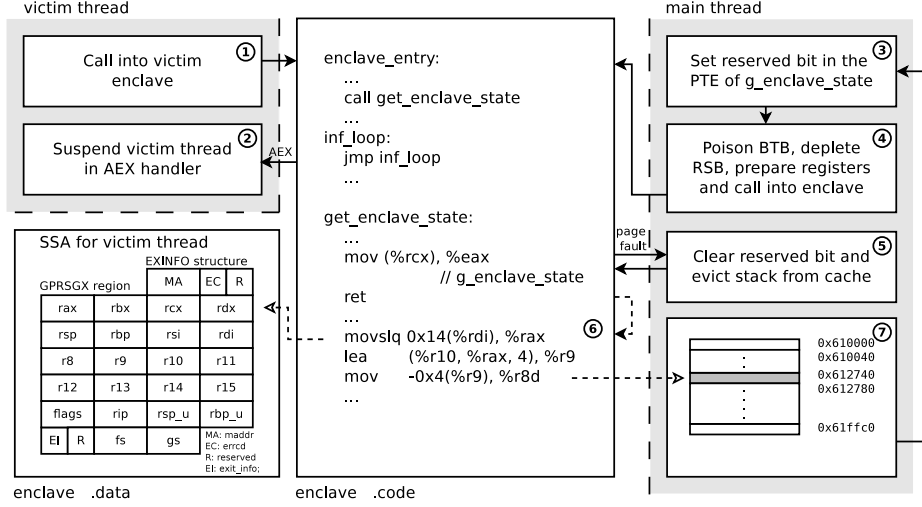 victim thread
①
Call into victim
enclave
②
Suspend victim thread
in AEX handler
AEX
SSA for victim thread
EXINFO structure
GPRSGX region
MA EC R
rax rbx rcx rdx
rsp rbp rsi rdi
r8 r9 r10 r11
r12 r13 r14 r15
flags rip rsp_u rbp_u
EI R fs gs
MA: maddr
EC: errcd
R: reserved
EI: exit_info;
enclave .data
enclave_entry:
...
call get_enclave_state
...
inf_loop:
jmp inf_loop
...
get_enclave_state:
...
mov (%rcx), %eax
// g_enclave_state
ret
...
⑥
movslq 0x14(%rdi), %rax
lea (%r10, %rax, 4), %r9
mov -0x4(%r9), %r8d
...
enclave .code
page
fault
main thread
③
Set reserved bit in the
PTE of g_enclave_state
④
Poison BTB, deplete
RSB, prepare registers
and call into enclave
⑤
Clear reserved bit and
evict stack from cache
⑦
0x610000
0x610040
0x612740
0x612780
0x61ffc0